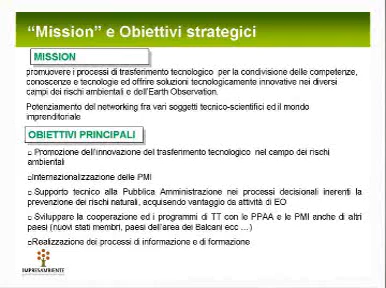 “Mission” e Obiettivi strategici
MISSION
promuovere i processi di trasferimento tecnologico per la condivisione delle competenze,
conoscenze e tecnologie ed offrire soluzioni tecnologicamente innovative nei diversi
campi dei rischi ambientali e dell'Earth Observation.
Potenziamento del networking fra vari soggetti tecnico-scientifici ed il mondo
imprenditoriale
OBIETTIVI PRINCIPALI
□ Promozione dell'innovazione del trasferimento tecnologico nel campo dei rischi
ambientali
□Internazionalizzazione delle PMI
□Supporto tecnico alla Pubblica Amministrazione nei processi decisionali inerenti la
prevenzione dei rischi naturali, acquisendo vantaggio da attività di EO
□ Sviluppare la cooperazione ed i programmi di TT con le PPAA e le PMI anche di altri
paesi (nuovi stati membri, paesi dell'area dei Balcani ecc ...)
□Realizzazione dei processi di informazione e di formazione
IMPRESAMBIENTE